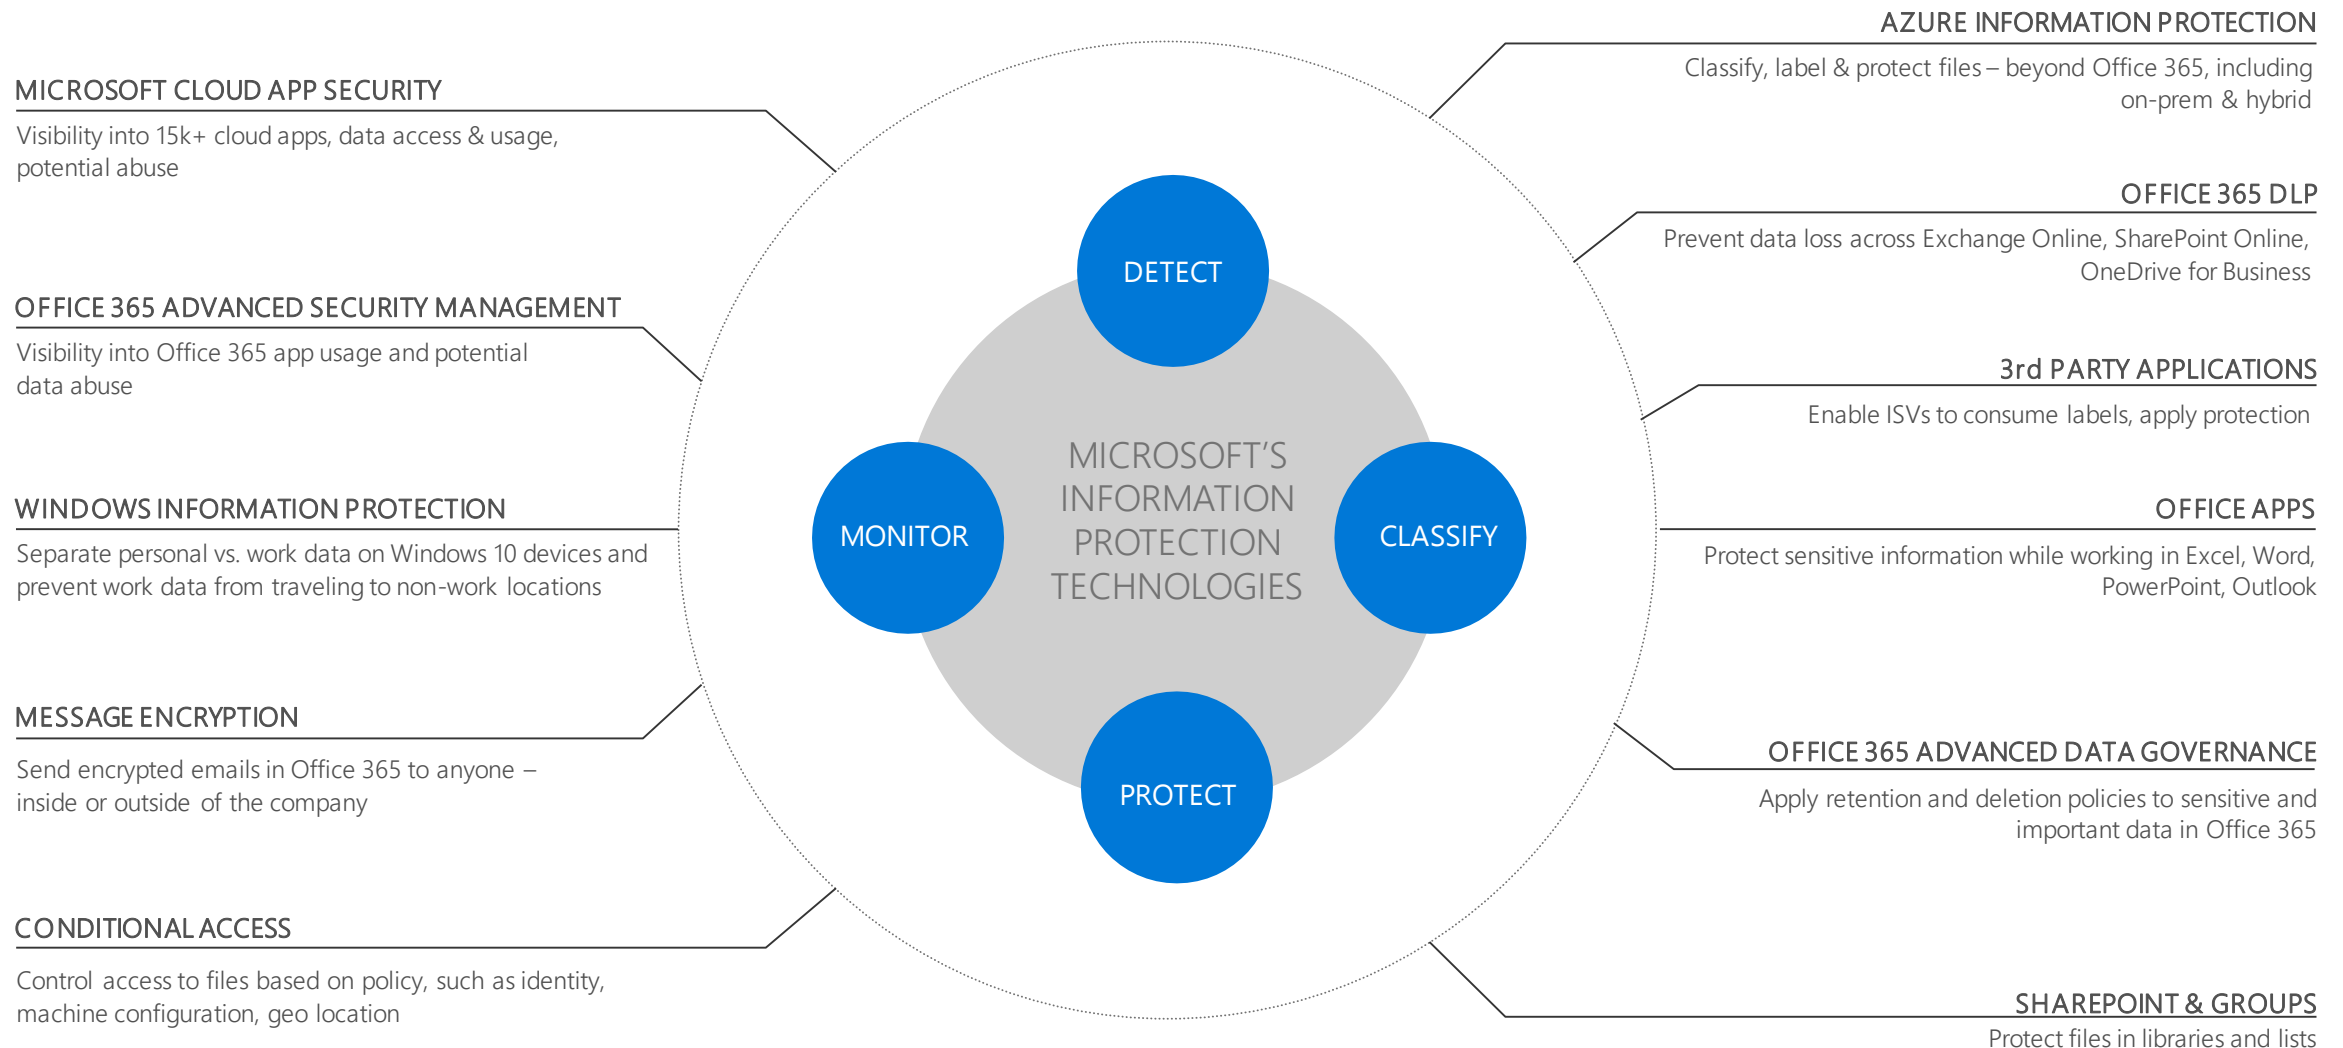 MICROSOFT CLOUD APP SECURITY
Visibility into 15k+ cloud apps, data access & usage,
potential abuse
OFFICE 365 ADVANCED SECURITY MANAGEMENT
Visibility into Office 365 app usage and potential
data abuse
WINDOWS INFORMATION PROTECTION
Separate personal vs. work data on Windows 10 devices and
prevent work data from traveling to non-work locations
MESSAGE ENCRYPTION
Send encrypted emails in Office 365 to anyone –
inside or outside of the company
CONDITIONAL ACCESS
Control access to files based on policy, such as identity,
machine configuration, geo location
DETECT
MONITOR
MICROSOFT’S
INFORMATION
PROTECTION
TECHNOLOGIES
CLASSIFY
PROTECT
AZURE INFORMATION PROTECTION
Classify, label & protect files – beyond Office 365, including
on-prem & hybrid
OFFICE 365 DLP
Prevent data loss across Exchange Online, SharePoint Online,
OneDrive for Business
3rd PARTY APPLICATIONS
Enable ISVs to consume labels, apply protection
OFFICE APPS
Protect sensitive information while working in Excel, Word,
PowerPoint, Outlook
OFFICE 365 ADVANCED DATA GOVERNANCE
Apply retention and deletion policies to sensitive and
important data in Office 365
SHAREPOINT & GROUPS
Protect files in libraries and lists